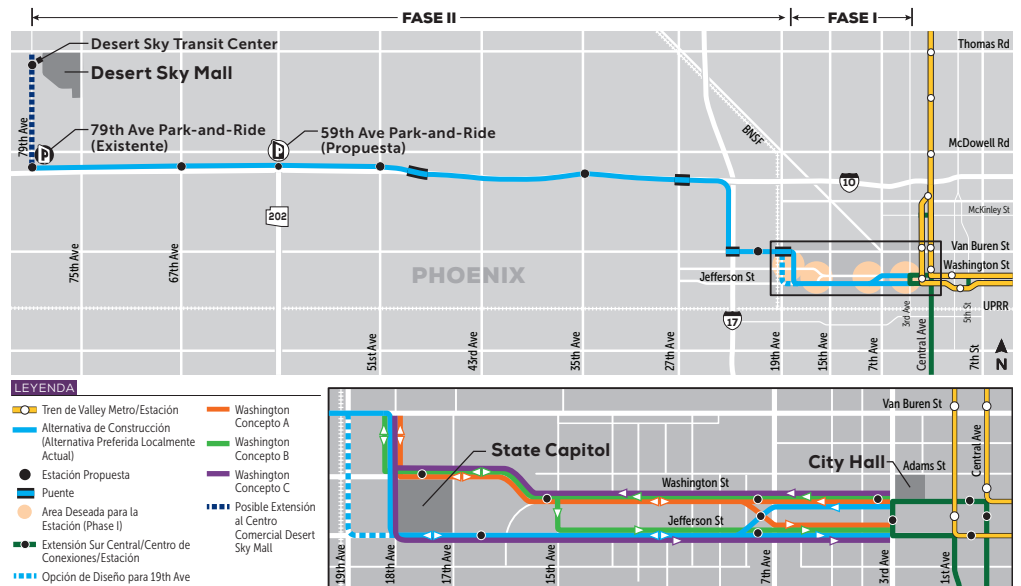 FASE II
FASE I
Desert Sky Transit Center
Desert Sky Mall
Thomas Rd
79th Ave
79th Ave Park-and-Ride
(Existente)
P
59th Ave Park-and-Ride
(Propuesta)
P
BNSF
McDowell Rd
10
202
McKinley St
Van Buren St
Washington St
75th Ave
67th Ave
PHOENIX
Jefferson St
17
UPRR
51st Ave
43rd Ave
35th Ave
27th Ave
19th Ave
15th Ave
7th Ave
3rd Ave
Central Ave
5th St
7th St
N
LEYENDA
Tren de Valley Metro/Estación
Alternativa de Construcción
(Alternativa Preferida Localmente
Actual)
Estación Propuesta
Puente
Area Deseada para la
Estación (Phase I)
Extensión Sur Central/Centro de
Conexiones/Estación
Opción de Diseño para 19th Ave
Washington
Concepto A
Washington
Concepto B
Washington
Concepto C
Posible Extensión
al Centro
Comercial Desert
Sky Mall
Van Buren St
State Capitol
City Hall
Adams St
Central Ave
Washington St
Jefferson St
19th Ave
18th Ave
17th Ave
15th Ave
7th Ave
3rd Ave
1st Ave